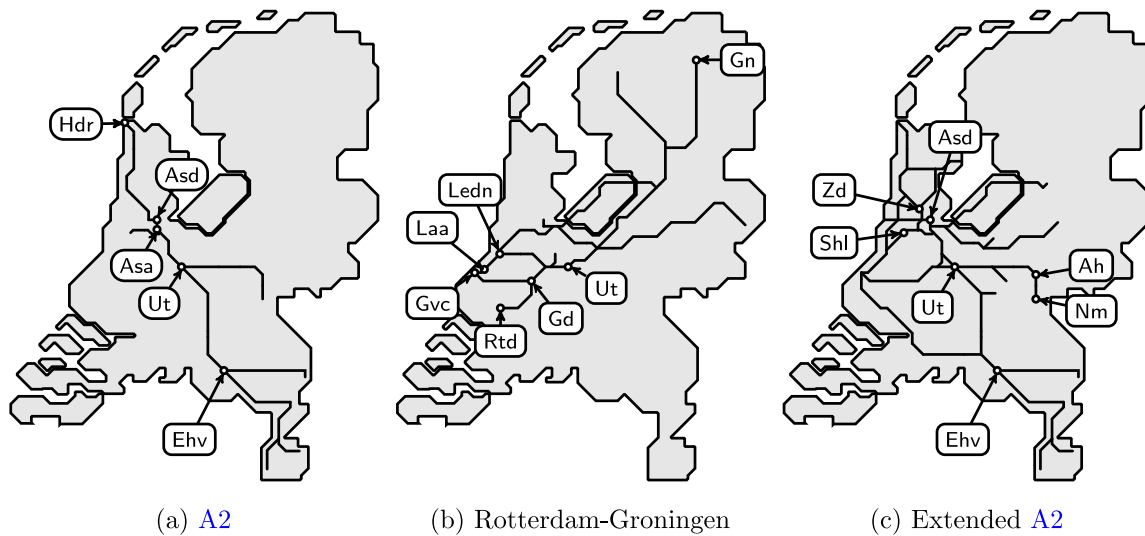 Hdr
Asd
Asa
Ut
Ehv
(a) A2
Gn
Ledn
Laa
Gvc
Rtd
Gd
Ut
(b) Rotterdam-Groningen
Asd
Zd
Shl
Ah
Ut
Nm
Ehv
(c) Extended A2